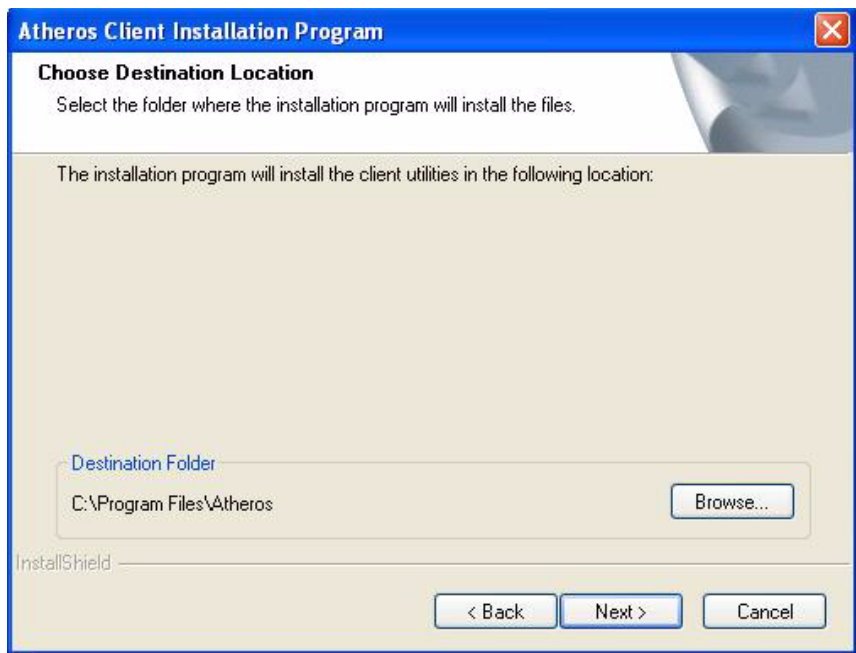 Atheros Client Installation Program
Choose Destination Location
Select the folder where the installation program will install the files.
The installation program will install the client utilities in the following location:
Destination Folder
C:\Program Files\Atheros
Browse...
InstallShield
< Back
Next >
Cancel